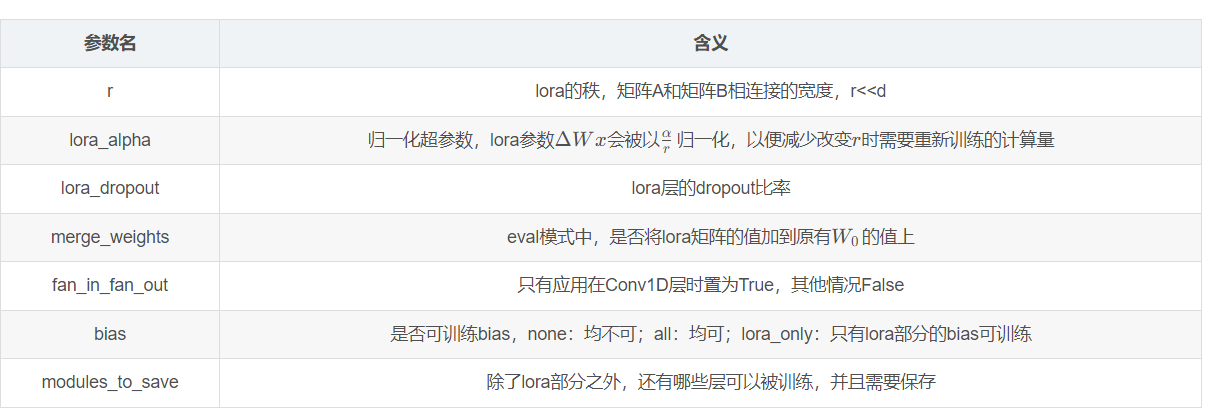 参数名 含义
r lora的秩，矩阵A和矩阵B相连接的宽度，r<<d
lora_alpha 归一化超参数，lora参数ΔWx会被以α/r归一化，以便减少改变r时需要重新训练的计算量
lora_dropout lora层的dropout比率
merge_weights eval模式中，是否将lora矩阵的值加到原有W₀的值上
fan_in_fan_out 只有应用在Conv1D层时置为True，其他情况False
bias 是否可训练bias，none：均不可；all：均可；lora_only：只有lora部分的bias可训练
modules_to_save 除了lora部分之外，还有哪些层可以被训练，并且需要保存